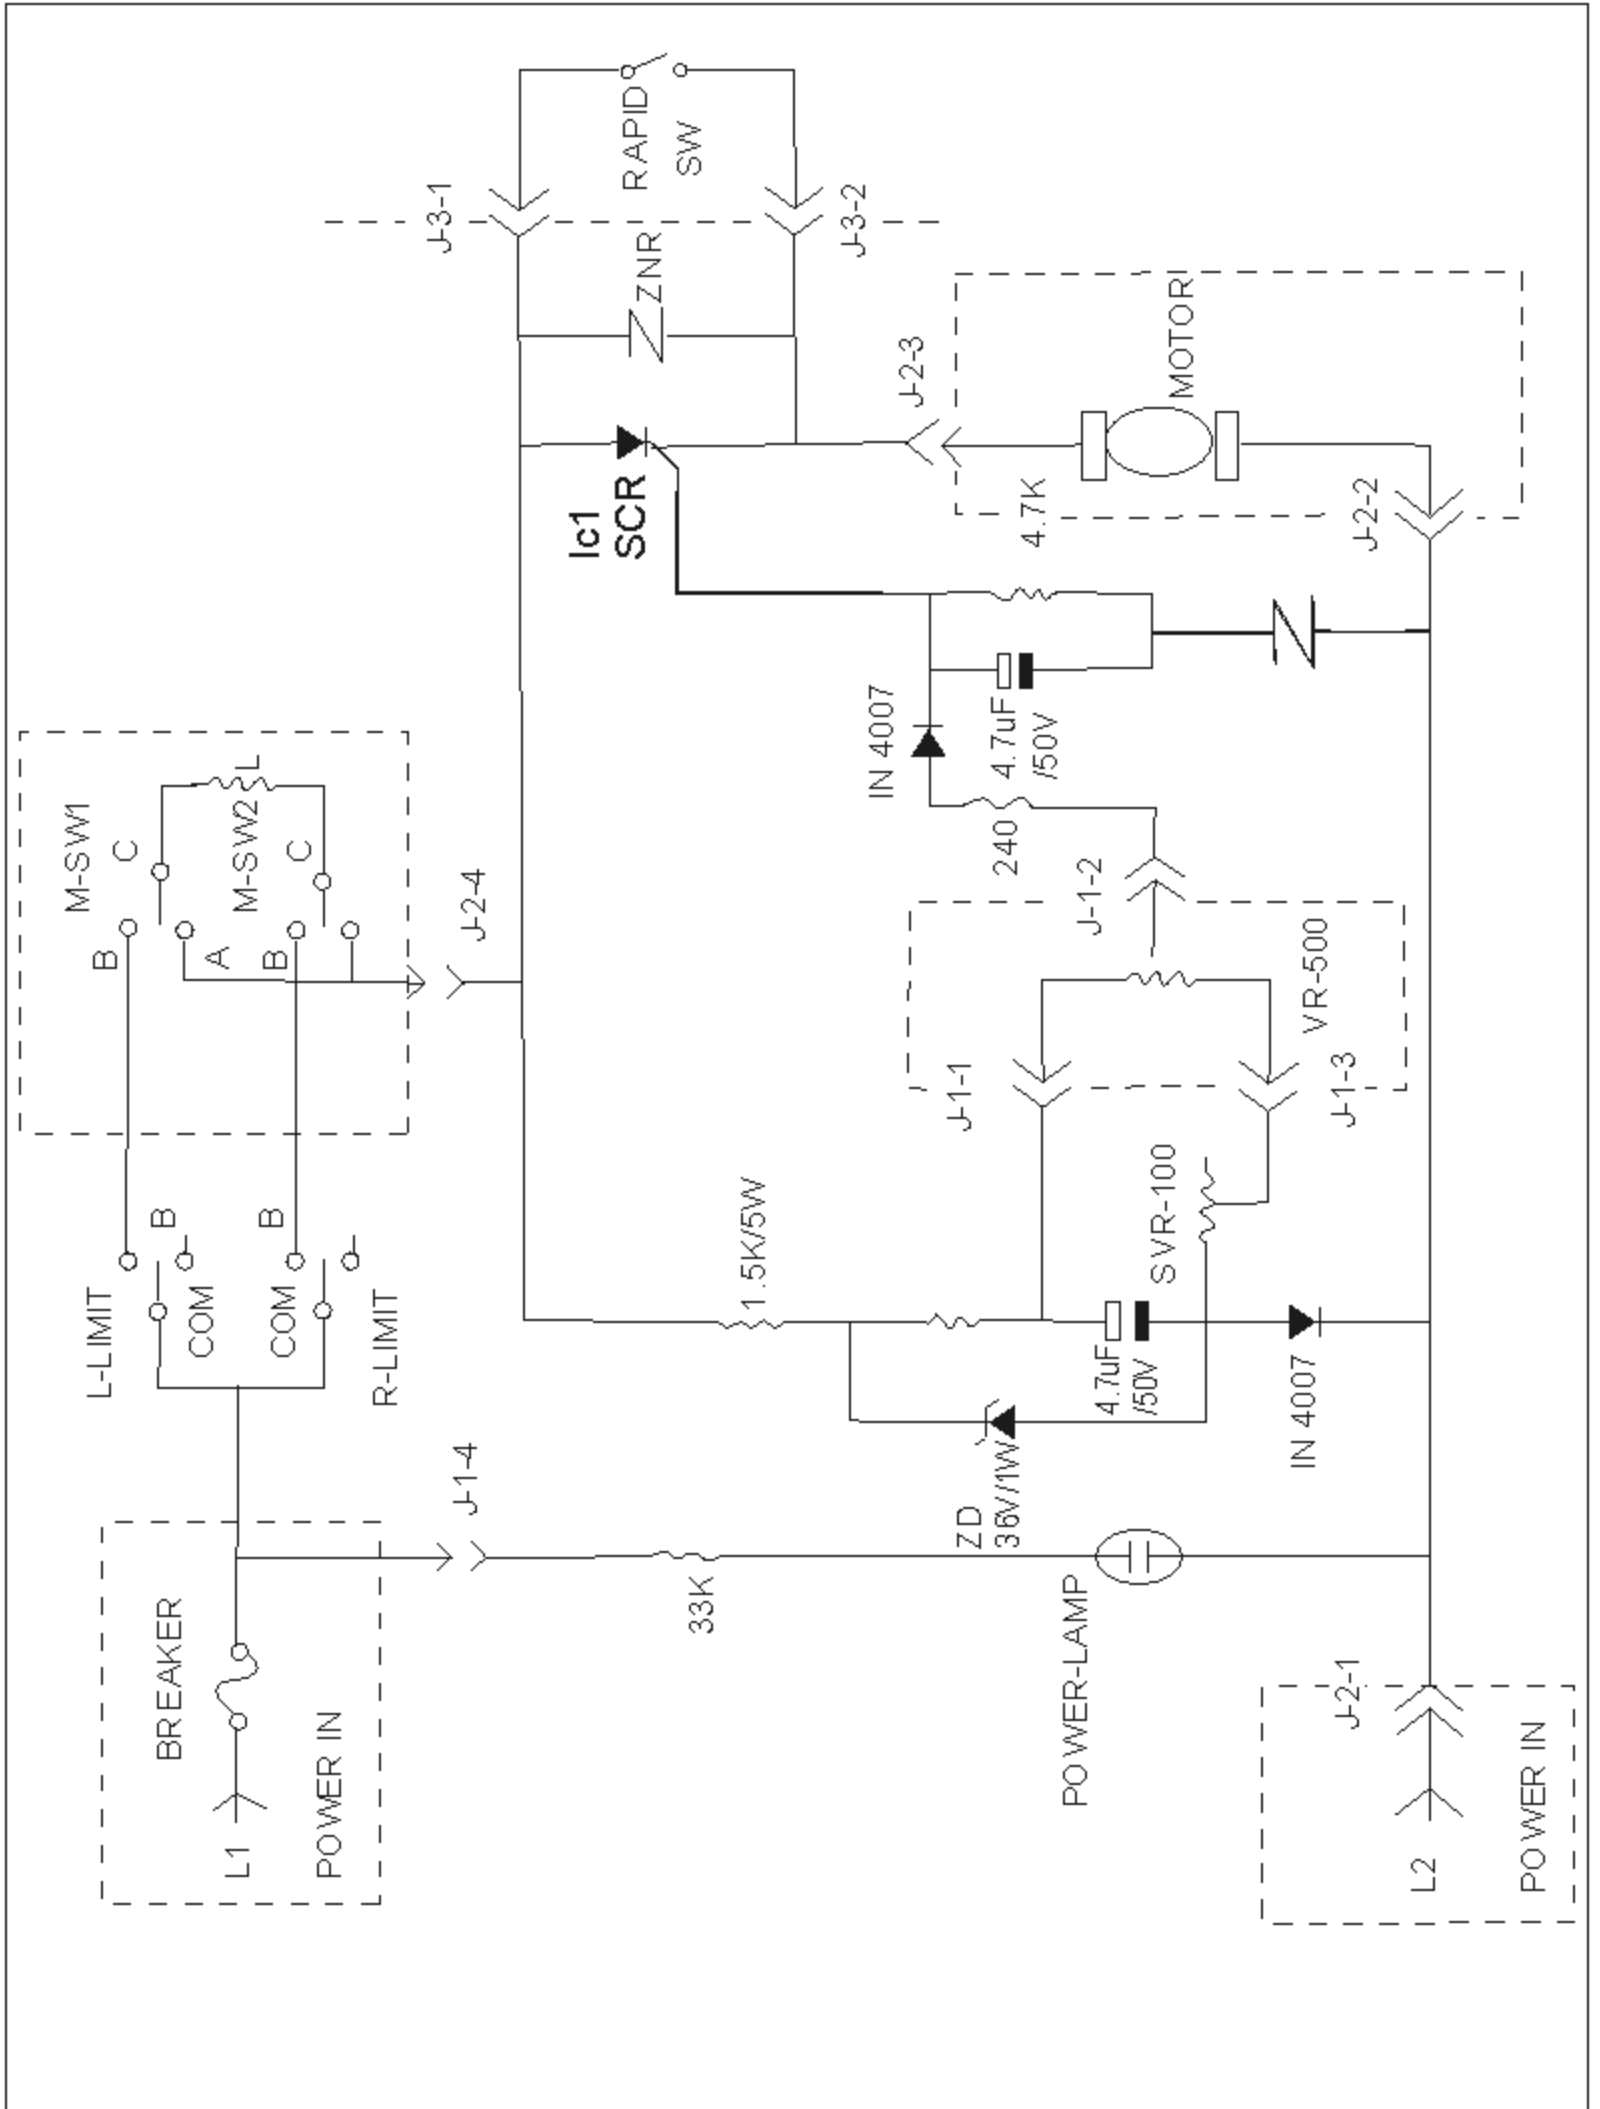 RAPID
SW
J-3-1
J-3-2
ZNR
J-2-3
MOTOR
Ic1
SCR
4.7K
J-2-2
IN 4007
4.7uF
/50V
240
J-1-2
M-SW1
C
M-SW2
C
L
B
A
B
J-2-4
VR-500
J-1-1
J-1-3
SVR-100
1.5K/5W
L-LIMIT
B
COM
B
COM
R-LIMIT
4.7uF
/50V
IN 4007
J-1-4
ZD
36V/1W
33K
POWER-LAMP
BREAKER
L1
POWER IN
J-2-1
L2
POWER IN